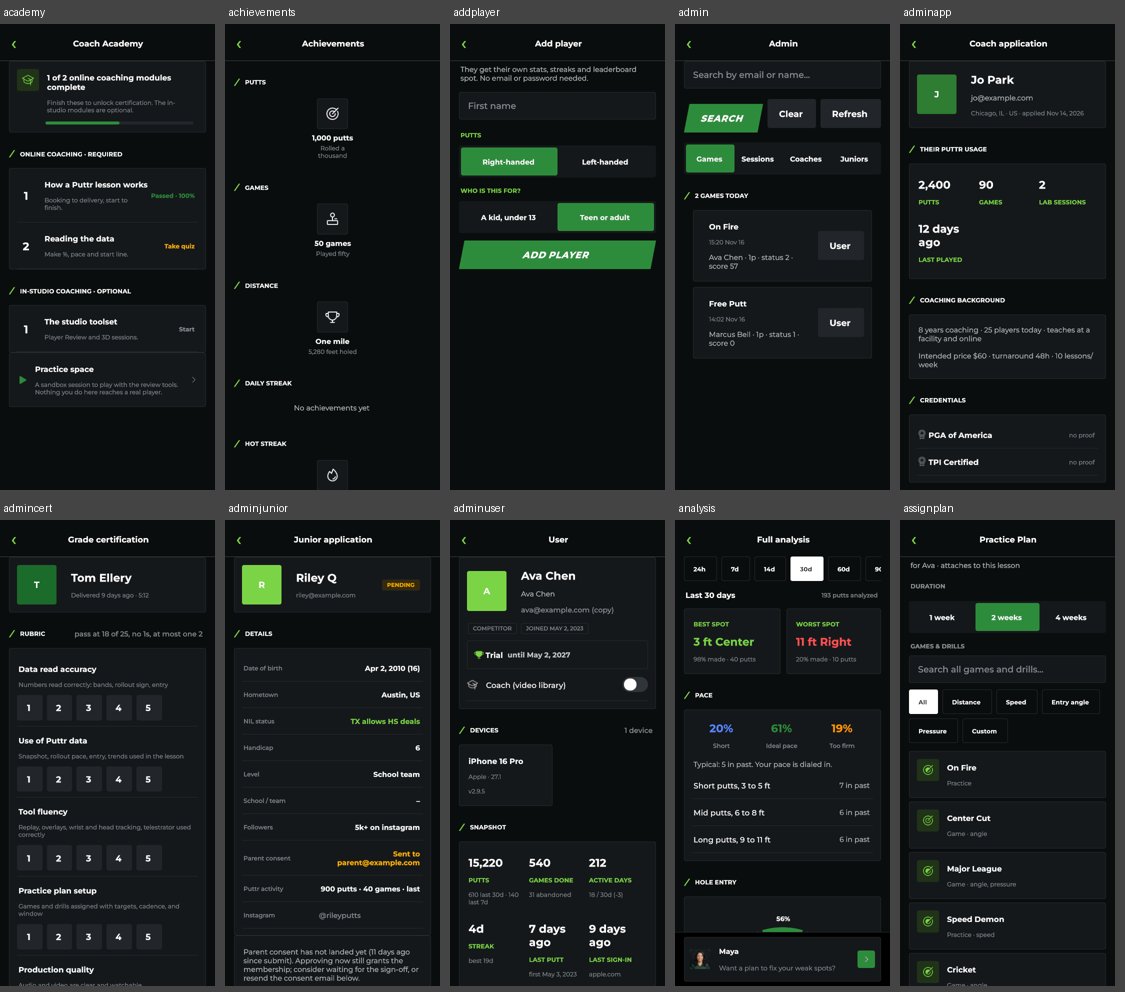 academy
Coach Academy
1 of 2 online coaching modules
complete
Finish these to unlock certification. The in-
studio modules are optional.
ONLINE COACHING · REQUIRED
1
How a Puttr lesson works
Booking to delivery, start to
finish.
Passed · 100%
2
Reading the data
Make %, pace and start line.
Take quiz
IN-STUDIO COACHING · OPTIONAL
1
The studio toolset
Player Review and 3D sessions.
Start
Practice space
A sandbox session to play with the review tools.
Nothing you do here reaches a real player.
achievements
Achievements
PUTTS
1,000 putts
Rolled a
thousand
GAMES
50 games
Played fifty
DISTANCE
One mile
5,280 feet holed
DAILY STREAK
No achievements yet
HOT STREAK
addplayer
Add player
They get their own stats, streaks and leaderboard
spot. No email or password needed.
First name
PUTTS
Right-handed
Left-handed
WHO IS THIS FOR?
A kid, under 13
Teen or adult
ADD PLAYER
admin
Admin
Search by email or name...
SEARCH
Clear
Refresh
Games
Sessions
Coaches
Juniors
2 GAMES TODAY
On Fire
15:20 Nov 16
Ava Chen · 1p · status 2 ·
score 57
User
Free Putt
14:02 Nov 16
Marcus Bell · 1p · status 1 ·
score 0
User
adminapp
Coach application
J
Jo Park
jo@example.com
Chicago, IL · US · applied Nov 14, 2026
THEIR PUTTR USAGE
2,400
PUTTS
90
GAMES
2
LAB SESSIONS
12 days
ago
LAST PLAYED
COACHING BACKGROUND
8 years coaching · 25 players today · teaches at a
facility and online
Intended price $60 · turnaround 48h · 10 lessons/
week
CREDENTIALS
PGA of America
no proof
TPI Certified
no proof
admincert
Grade certification
T
Tom Ellery
Delivered 9 days ago · 5:12
RUBRIC
pass at 18 of 25, no 1s, at most one 2
Data read accuracy
Numbers read correctly: bands, rollout sign, entry
1 2 3 4 5
Use of Puttr data
Snapshot, rollout pace, entry, trends used in the lesson
1 2 3 4 5
Tool fluency
Replay, overlays, wrist and head tracking, telestrator used
correctly
1 2 3 4 5
Practice plan setup
Games and drills assigned with targets, cadence, and
window
1 2 3 4 5
Production quality
Audio and video are clear and watchable
adminjunior
Junior application
R
Riley Q
riley@example.com
PENDING
DETAILS
Date of birth
Apr 2, 2010 (16)
Hometown
Austin, US
NIL status
TX allows HS deals
Handicap
6
Level
School team
School / team
–
Followers
5k+ on instagram
Parent consent
Sent to
parent@example.com
Puttr activity
900 putts · 40 games · last
Instagram
@rileyputts
Parent consent has not landed yet (11 days ago
since submit). Approving now still grants the
membership; consider waiting for the sign-off, or
resend the consent email below.
adminuser
User
A
Ava Chen
Ava Chen
ava@example.com (copy)
COMPETITOR
JOINED MAY 2, 2023
Trial until May 2, 2027
Coach (video library)
DEVICES
1 device
iPhone 16 Pro
Apple · 27.1
v2.9.5
SNAPSHOT
15,220
PUTTS
610 last 30d · 140
last 7d
540
GAMES DONE
31 abandoned
212
ACTIVE DAYS
18 / 30d (-3)
4d
STREAK
best 19d
7 days
ago
LAST PUTT
first May 3, 2023
9 days
ago
LAST SIGN-IN
apple.com
analysis
Full analysis
24h
7d
14d
30d
60d
90
Last 30 days
193 putts analyzed
BEST SPOT
3 ft Center
98% made · 40 putts
WORST SPOT
11 ft Right
20% made · 10 putts
PACE
20%
Short
61%
Ideal pace
19%
Too firm
Typical: 5 in past. Your pace is dialed in.
Short putts, 3 to 5 ft
7 in past
Mid putts, 6 to 8 ft
6 in past
Long putts, 9 to 11 ft
6 in past
HOLE ENTRY
56%
Maya
Want a plan to fix your weak spots?
assignplan
Practice Plan
for Ava · attaches to this lesson
DURATION
1 week
2 weeks
4 weeks
GAMES & DRILLS
Search all games and drills...
All
Distance
Speed
Entry angle
Pressure
Custom
On Fire
Practice
Center Cut
Game · angle
Major League
Game · angle, pressure
Speed Demon
Practice · speed
Cricket
Game · angle